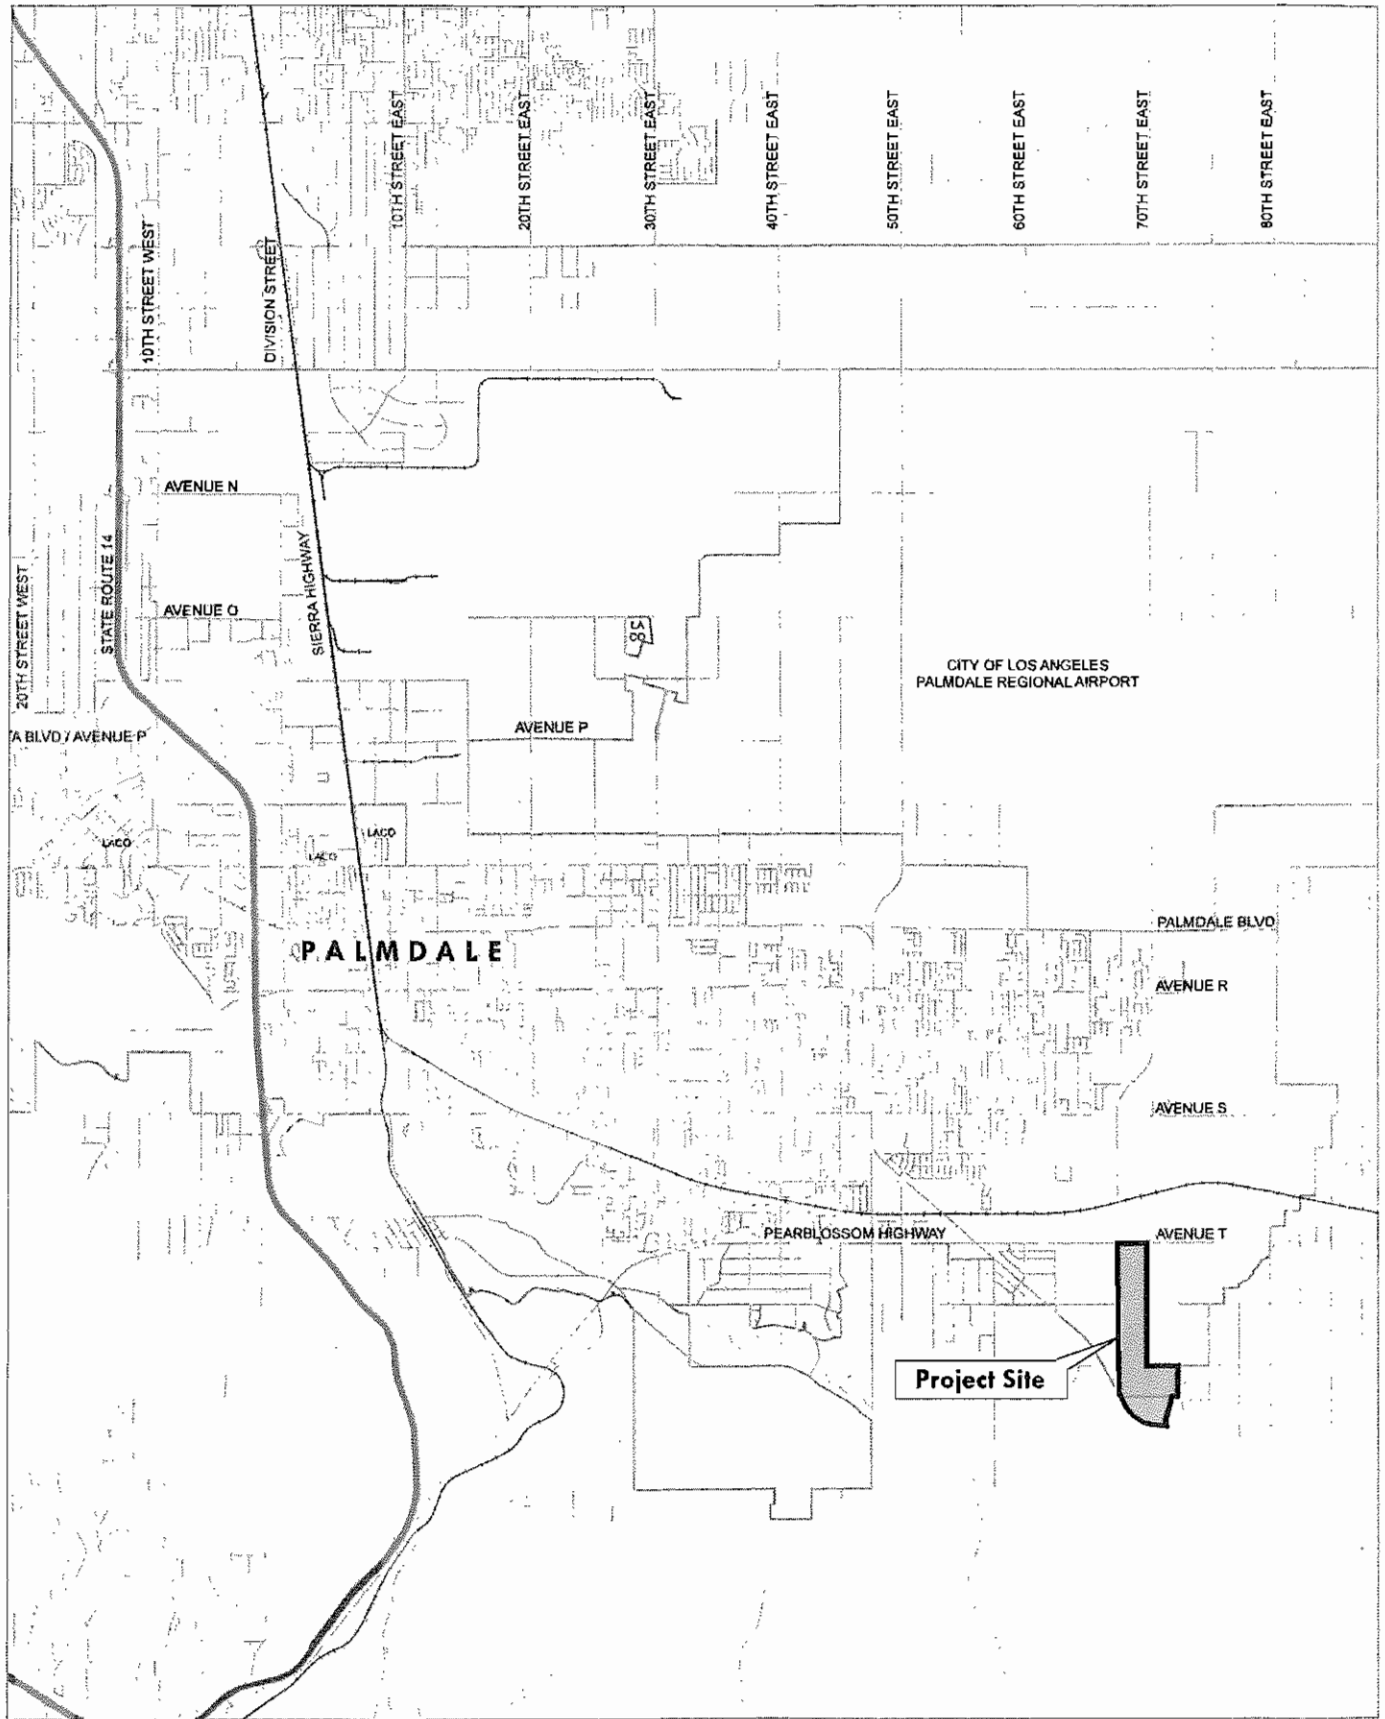 10TH STREET EAST
20TH STREET EAST
30TH STREET EAST
40TH STREET EAST
50TH STREET EAST
60TH STREET EAST
70TH STREET EAST
80TH STREET EAST
10TH STREET WEST
DIVISION STREET
AVENUE N
20TH STREET WEST
STATE ROUTE 14
SIERRA HIGHWAY
AVENUE O
CITY OF LOS ANGELES
PALMDALE REGIONAL AIRPORT
AVENUE P
A BLVD / AVENUE P
LACO
LACO
LACO
PALMDALE BLVD
PALMDALE
AVENUE R
AVENUE S
PEARBLOSSOM HIGHWAY
AVENUE T
Project Site